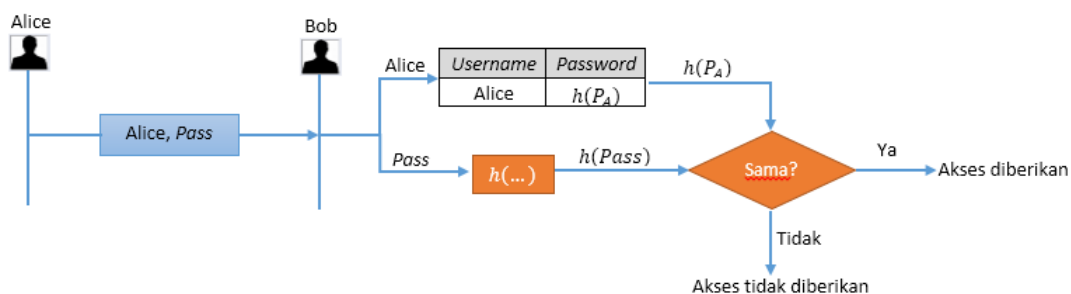 Alice
Bob
Alice, Pass
Alice
Username Password
Alice h(P_A)
h(P_A)
Pass
h(...)
h(Pass)
Sama?
Ya
Akses diberikan
Tidak
Akses tidak diberikan